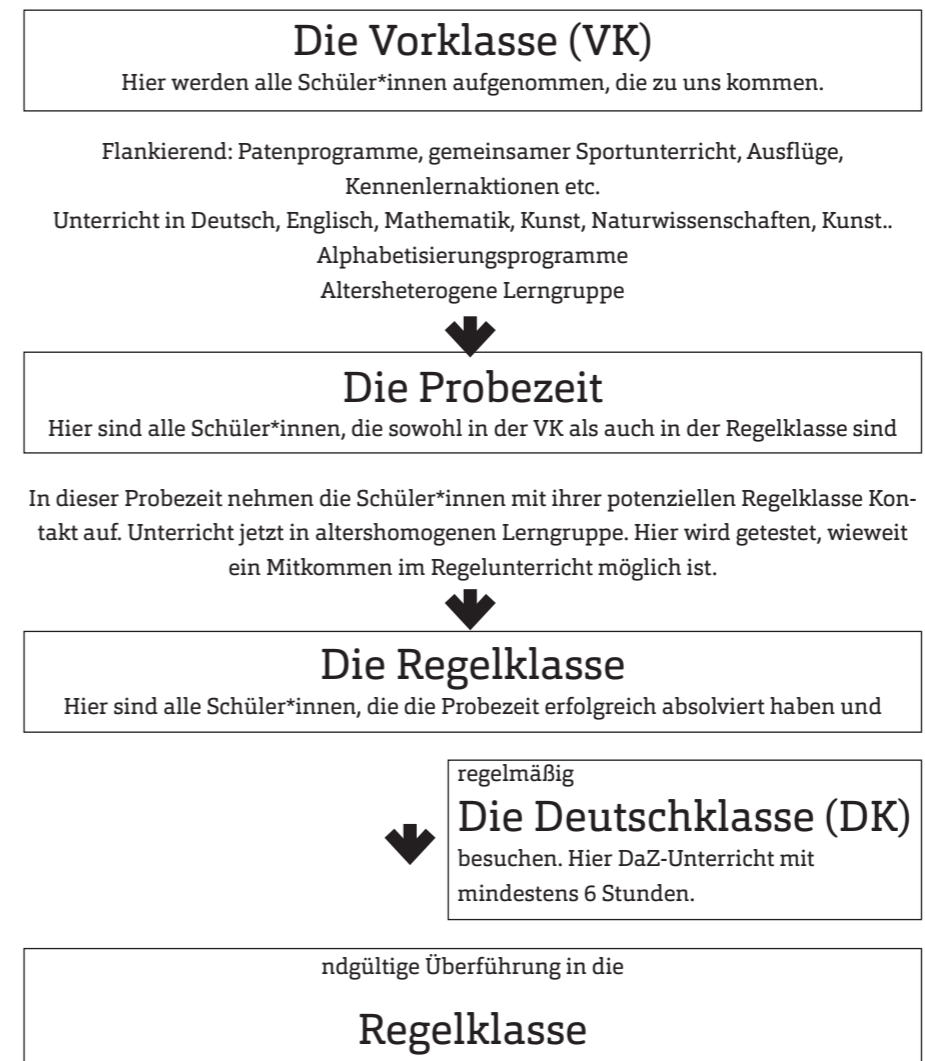 Die Vorklasse (VK)
Hier werden alle Schüler*innen aufgenommen, die zu uns kommen.
Flankierend: Patenprogramme, gemeinsamer Sportunterricht, Ausflüge,
Kennenlernaktionen etc.
Unterricht in Deutsch, Englisch, Mathematik, Kunst, Naturwissenschaften, Kunst..
Alphabetisierungsprogramme
Altersheterogene Lerngruppe
Die Probezeit
Hier sind alle Schüler*innen, die sowohl in der VK als auch in der Regelklasse sind
In dieser Probezeit nehmen die Schüler*innen mit ihrer potenziellen Regelklasse Kon-
takt auf. Unterricht jetzt in altershomogenen Lerngruppe. Hier wird getestet, wieweit
ein Mitkommen im Regelunterricht möglich ist.
Die Regelklasse
Hier sind alle Schüler*innen, die die Probezeit erfolgreich absolviert haben und
regelmäßig
Die Deutschklasse (DK)
besuchen. Hier DaZ-Unterricht mit
mindestens 6 Stunden.
ndgültige Überführung in die
Regelklasse